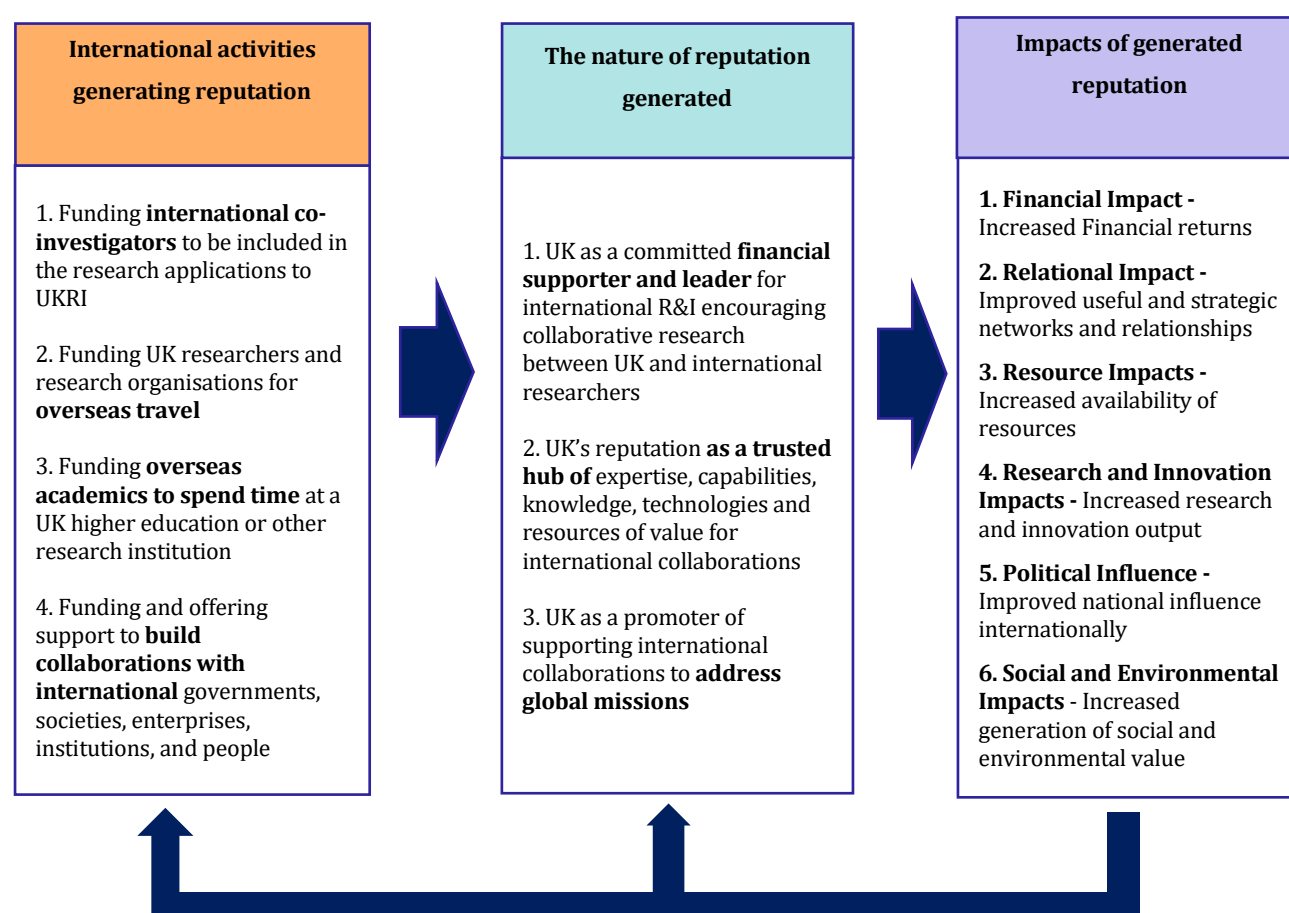 International activities
generating reputation
1. Funding international co-
investigators to be included in
the research applications to
UKRI
2. Funding UK researchers and
research organisations for
overseas travel
3. Funding overseas
academics to spend time at a
UK higher education or other
research institution
4. Funding and offering
support to build
collaborations with
international governments,
societies, enterprises,
institutions, and people
The nature of reputation
generated
1. UK as a committed financial
supporter and leader for
international R&I encouraging
collaborative research
between UK and international
researchers
2. UK’s reputation as a trusted
hub of expertise, capabilities,
knowledge, technologies and
resources of value for
international collaborations
3. UK as a promoter of
supporting international
collaborations to address
global missions
Impacts of generated
reputation
1. Financial Impact -
Increased Financial returns
2. Relational Impact -
Improved useful and strategic
networks and relationships
3. Resource Impacts -
Increased availability of
resources
4. Research and Innovation
Impacts - Increased research
and innovation output
5. Political Influence -
Improved national influence
internationally
6. Social and Environmental
Impacts - Increased
generation of social and
environmental value